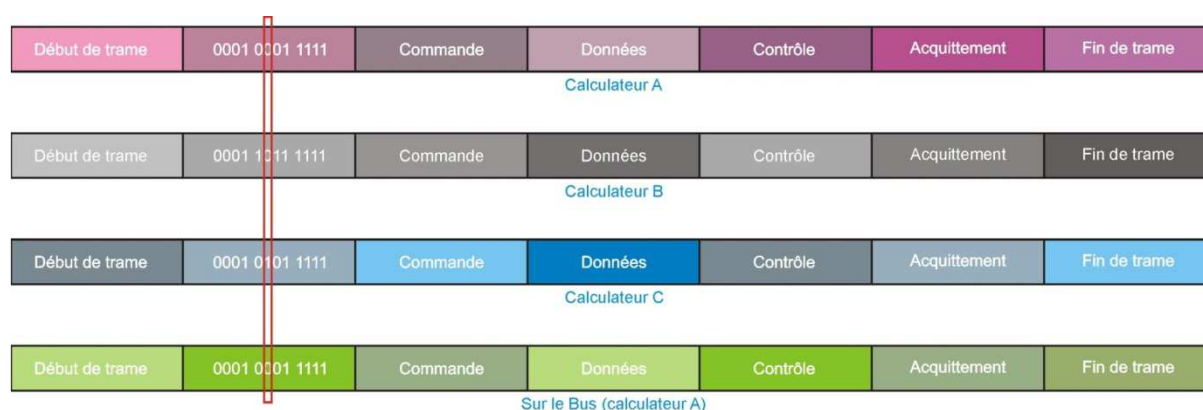 Début de trame 0001 0001 1111 Commande Données Contrôle Acquittement Fin de trame
Calculateur A
Début de trame 0001 1011 1111 Commande Données Contrôle Acquittement Fin de trame
Calculateur B
Début de trame 0001 0101 1111 Commande Données Contrôle Acquittement Fin de trame
Calculateur C
Début de trame 0001 0001 1111 Commande Données Contrôle Acquittement Fin de trame
Sur le Bus (calculateur A)